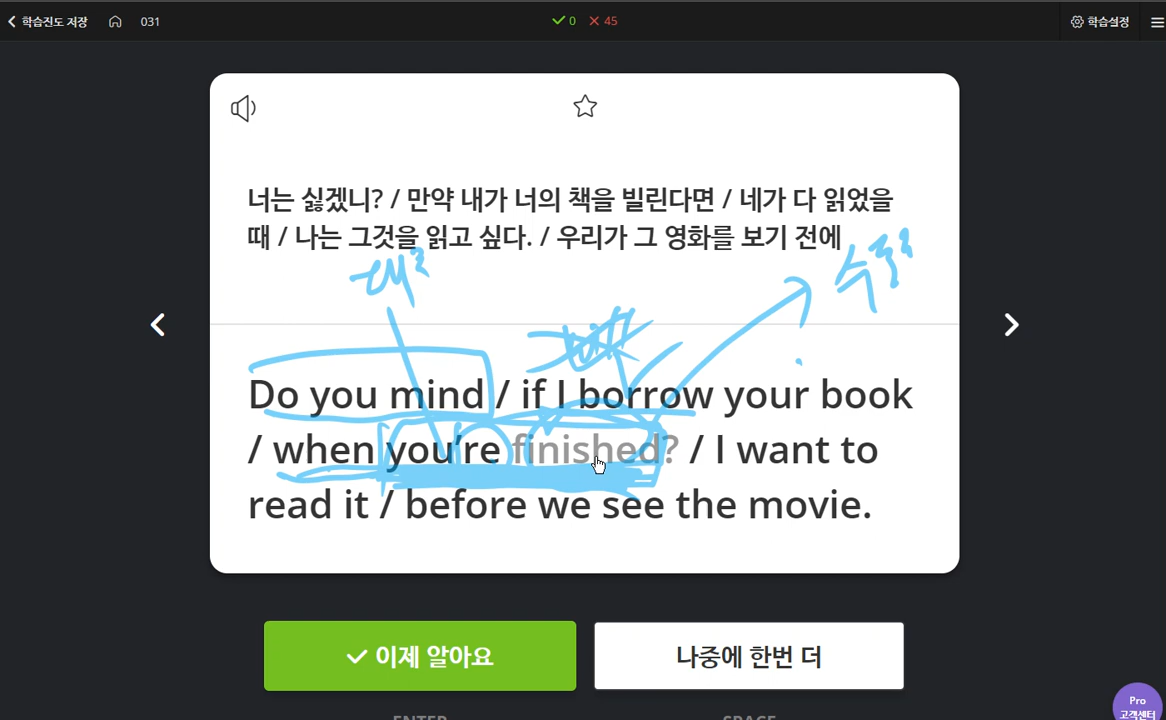 학습진도 저장 031 0 45 학습설정
너는 싫겠니? / 만약 내가 너의 책을 빌린다면 / 네가 다 읽었을
때 / 나는 그것을 읽고 싶다. / 우리가 그 영화를 보기 전에
Do you mind / if I borrow your book
/ when you're finished? / I want to
read it / before we see the movie.
이제 알아요 나중에 한번 더
Pro
고객센터
ENTER SPACE